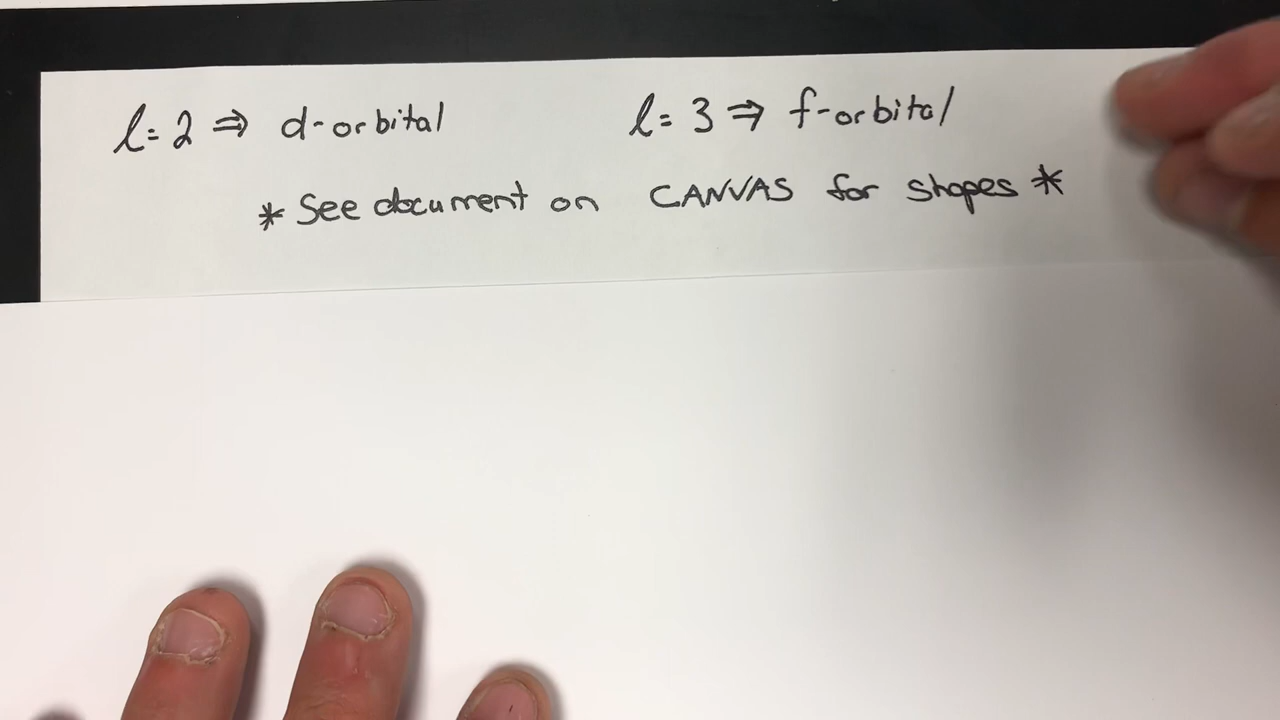 l = 2 ⇒ d-orbital l = 3 ⇒ f-orbital
* See document on CANVAS for shapes *